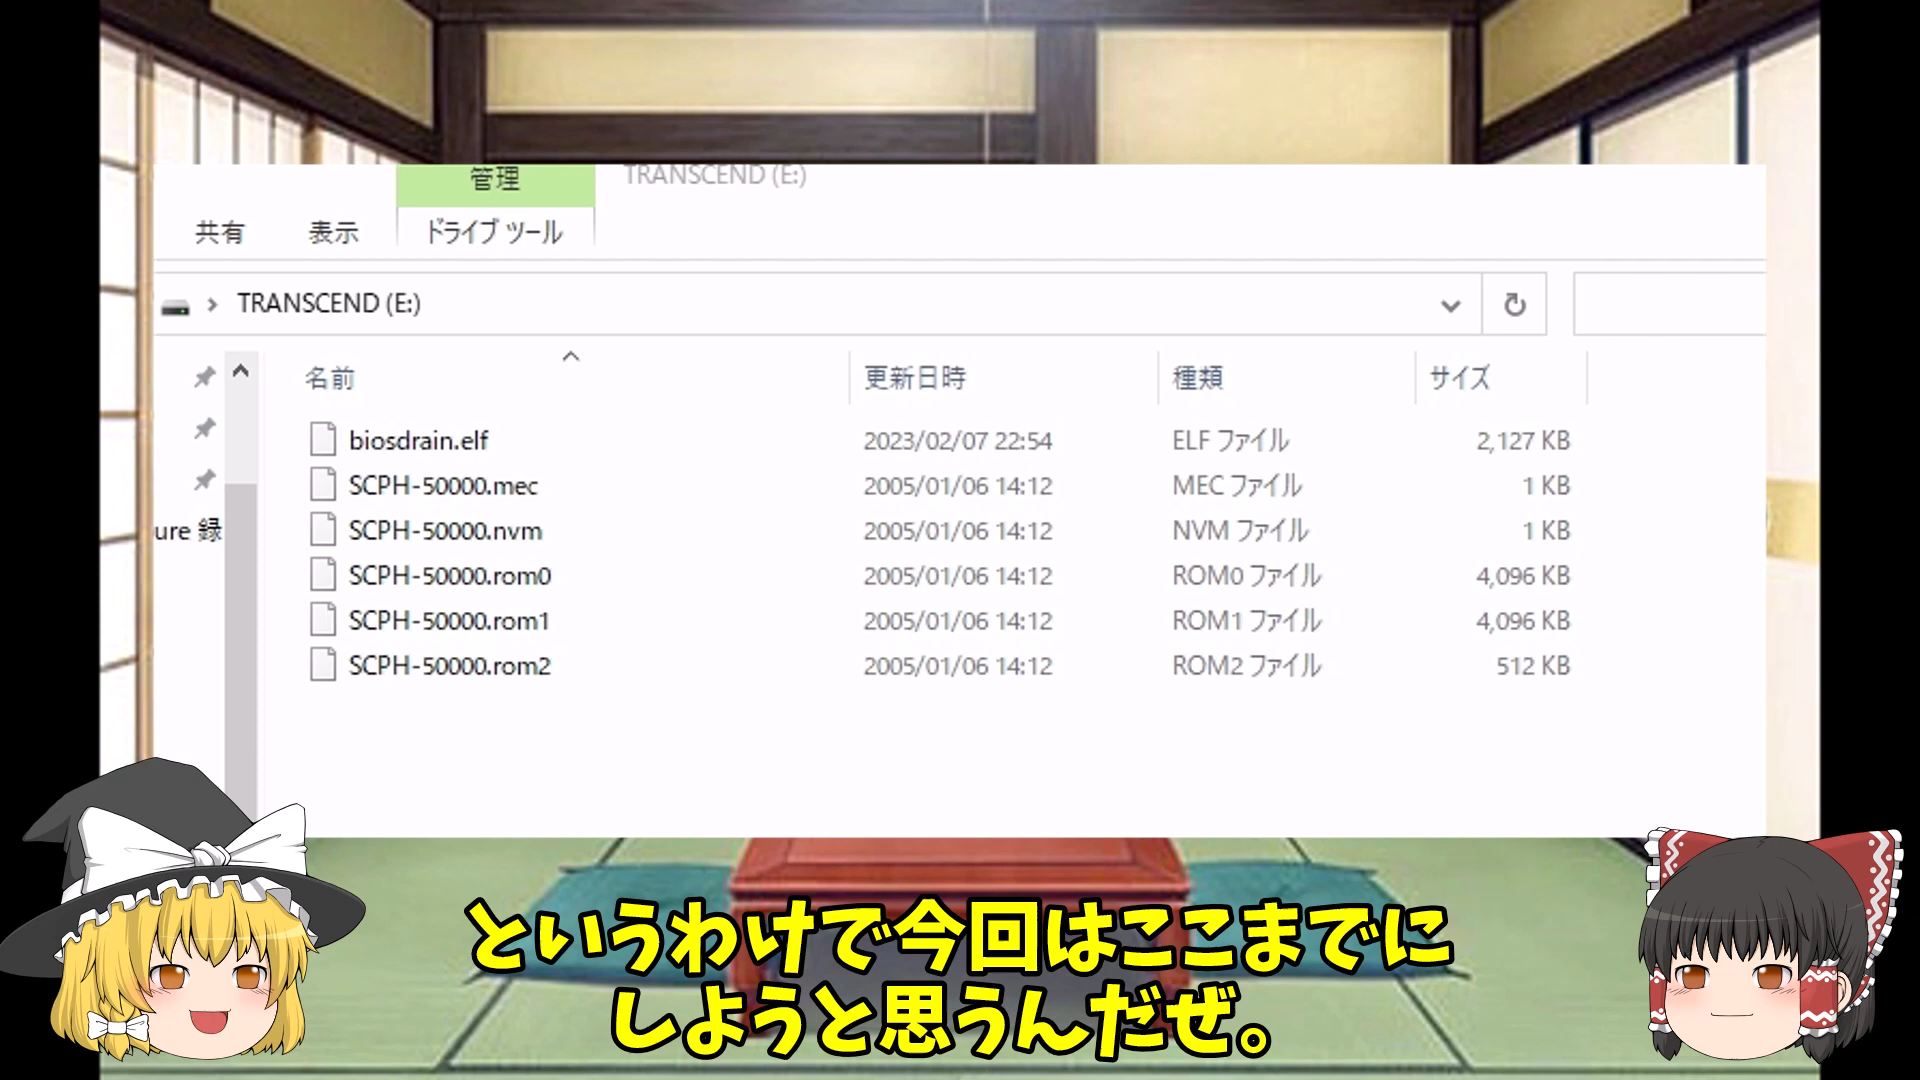 管理
TRANSCEND (E:)
共有
表示
ドライブ ツール
TRANSCEND (E:)
名前
更新日時
種類
サイズ
biosdrain.elf 2023/02/07 22:54 ELF ファイル 2,127 KB
SCPH-50000.mec 2005/01/06 14:12 MEC ファイル 1 KB
SCPH-50000.nvm 2005/01/06 14:12 NVM ファイル 1 KB
ure 録
SCPH-50000.rom0 2005/01/06 14:12 ROM0 ファイル 4,096 KB
SCPH-50000.rom1 2005/01/06 14:12 ROM1 ファイル 4,096 KB
SCPH-50000.rom2 2005/01/06 14:12 ROM2 ファイル 512 KB
というわけで今回はここまでに
しようと思うんだぜ。